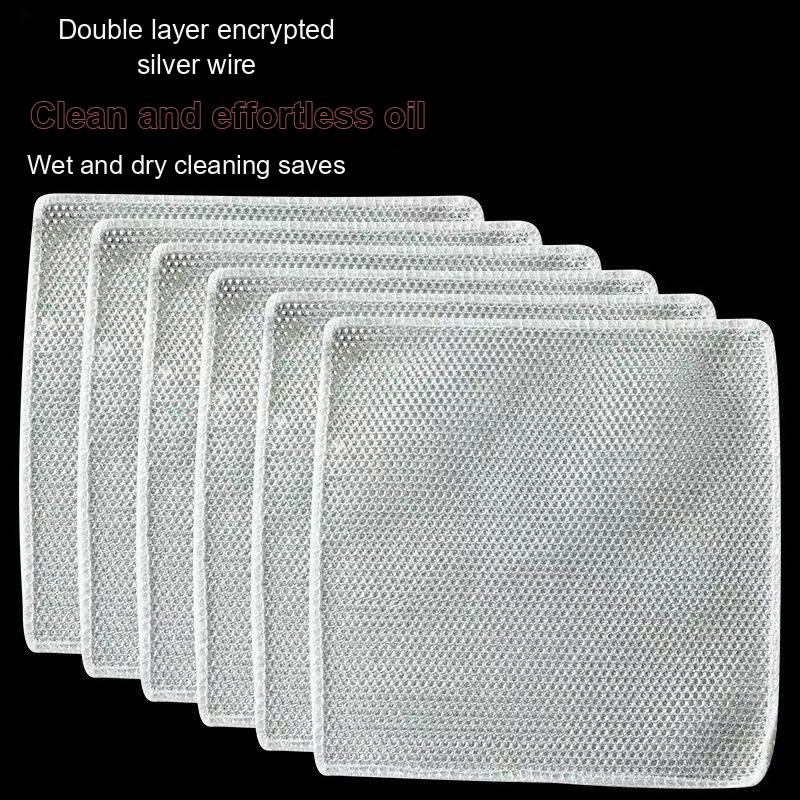 Double layer encrypted
silver wire
Clean and effortless oil
Wet and dry cleaning saves